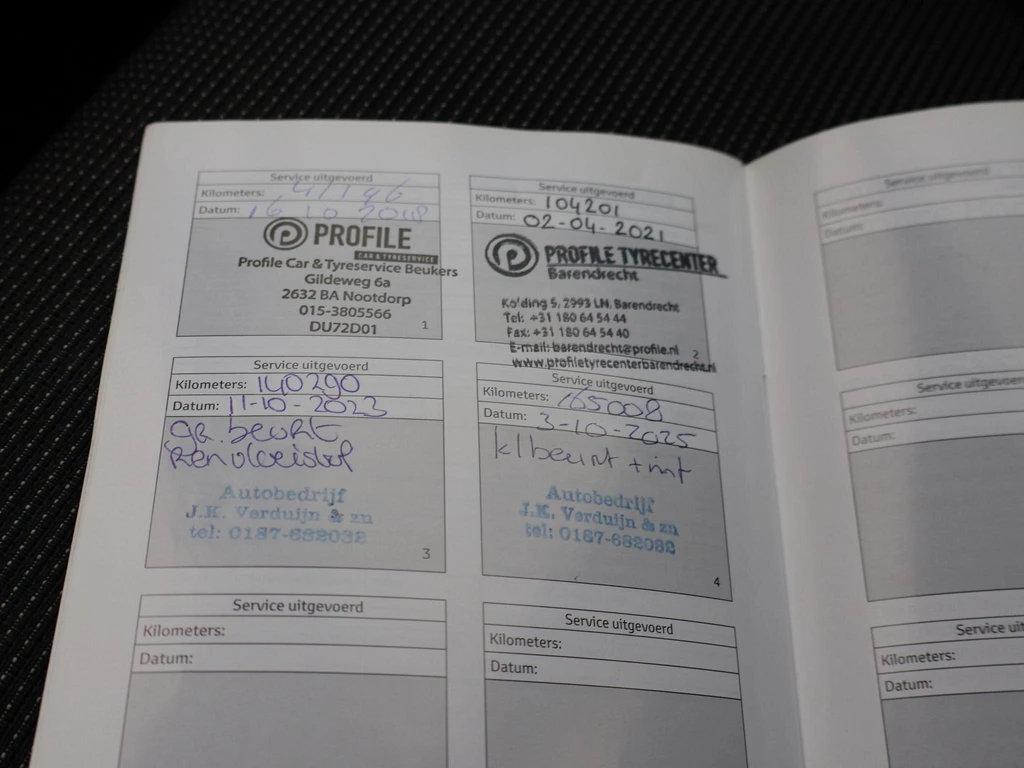 Service uitgevoerd
Kilometers:
Datum: 16 10 2018
PROFILE
CAR & TYRESERVICE
Profile Car & Tyreservice Beukers
Gildeweg 6a
2632 BA Nootdorp
015-3805566
DU72D01
1
Service uitgevoerd
Kilometers: 104201
Datum: 02-04-2021
PROFILE TYRECENTER
Barendrecht
Kolding 5, 2993 LN. Barendrecht
Tel: +31 180 64 54 44
Fax: +31 180 64 54 40
E-mail: barendrecht@profile.nl
www.profiletyrecenterbarendrecht.nl
2
Service uitgevoerd
Kilometers: 140290
Datum: 11-10-2023
gr. beurt
Remvloeistof
Autobedrijf
J.K. Verduijn & zn
tel: 0187-682082
3
Service uitgevoerd
Kilometers: 165008
Datum: 3-10-2025
kl beurt +
Autobedrijf
J.K. Verduijn & zn
tel: 0187-682082
4
Service uitgevoerd
Kilometers:
Datum:
Service uitgevoerd
Kilometers:
Datum:
Service uitgevoerd
Kilometers:
Datum:
Service uitgevoerd
Kilometers:
Datum:
Service uit
Kilometers:
Datum: